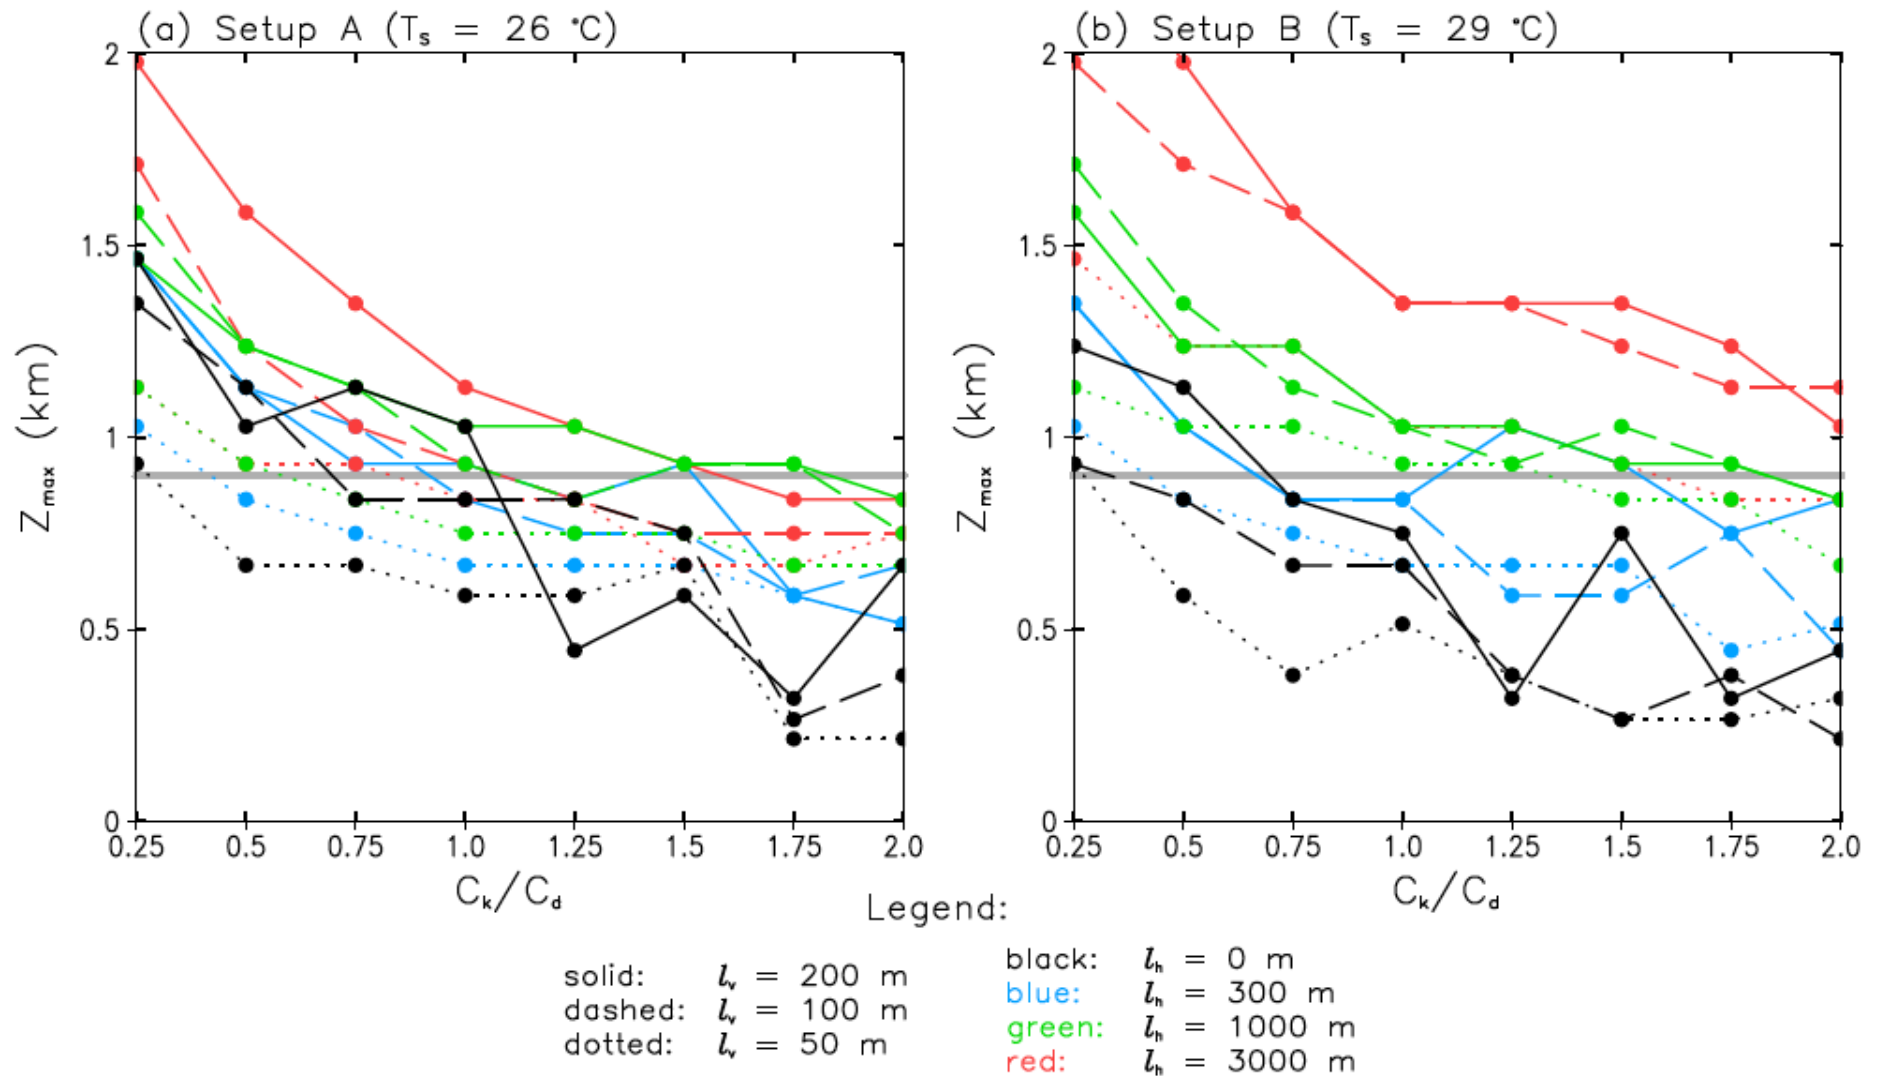 (a) Setup A (Ts = 26 °C)
2
1.5
1
0.5
0
0.25 0.5 0.75 1.0 1.25 1.5 1.75 2.0
Zmax (km)
Ck/Cd
(b) Setup B (Ts = 29 °C)
2
1.5
1
0.5
0
0.25 0.5 0.75 1.0 1.25 1.5 1.75 2.0
Zmax (km)
Ck/Cd
Legend:
solid: lv = 200 m
dashed: lv = 100 m
dotted: lv = 50 m
black: lh = 0 m
blue: lh = 300 m
green: lh = 1000 m
red: lh = 3000 m